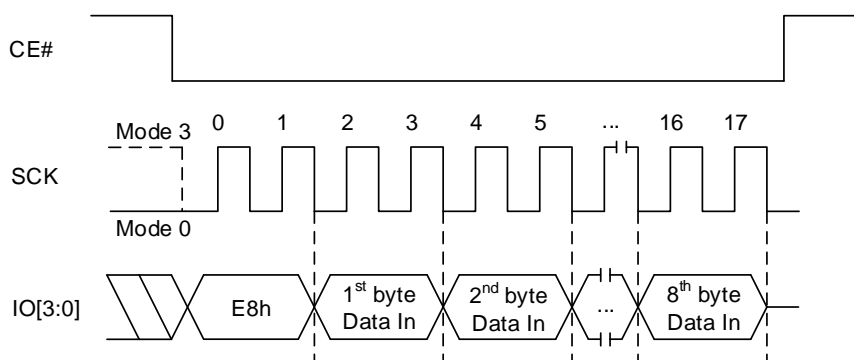 CE#
Mode 3
0 1 2 3 4 5 ... 16 17
SCK
Mode 0
IO[3:0]
E8h
1st byte
Data In
2nd byte
Data In
...
8th byte
Data In